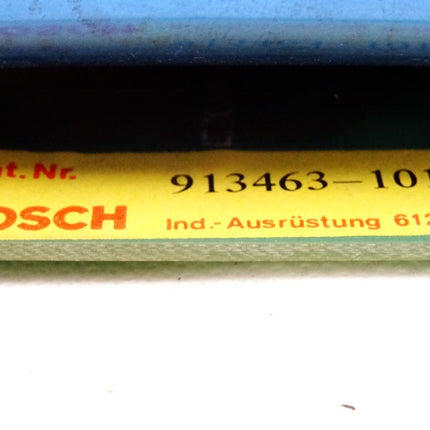 t. Nr. 913463-101
OSCH Ind.-Ausrüstung 612